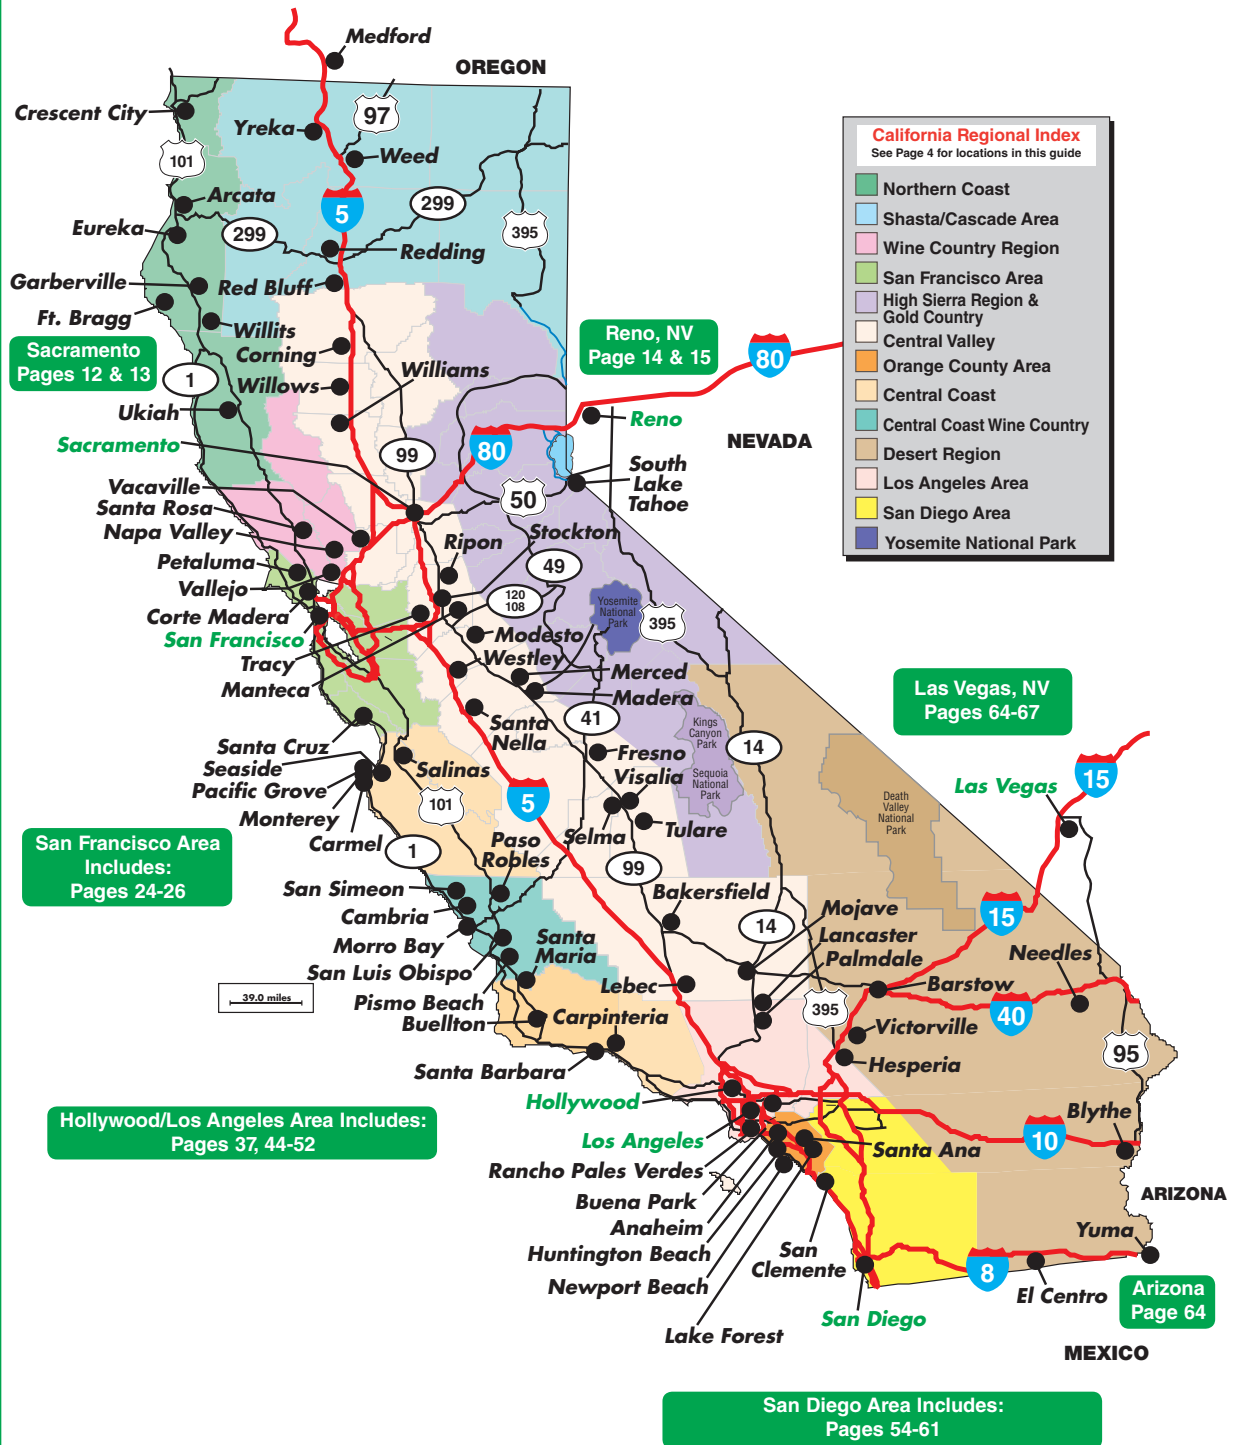 Medford
OREGON
Crescent City
97
Yreka
101
Weed
Arcata
5
299
Eureka
299
395
Redding
Garberville
Red Bluff
Ft. Bragg
Willits
Corning
Sacramento
Pages 12 & 13
1
Willows
Williams
Ukiah
Sacramento
99
80
Reno, NV
Page 14 & 15
80
Reno
NEVADA
California Regional Index
See Page 4 for locations in this guide
Northern Coast
Shasta/Cascade Area
Wine Country Region
San Francisco Area
High Sierra Region &
Gold Country
Central Valley
Orange County Area
Central Coast
Central Coast Wine Country
Desert Region
Los Angeles Area
San Diego Area
Yosemite National Park
South
Lake
Tahoe
50
Vacaville
Santa Rosa
Napa Valley
Petaluma
Vallejo
Corte Madera
San Francisco
Tracy
Manteca
Stockton
Ripon
49
120
108
Yosemite
National
Park
395
Modesto
Westley
Merced
Madera
41
Santa
Nella
Kings
Canyon
Park
Sequoia
National
Park
14
Las Vegas, NV
Pages 64-67
15
Las Vegas
Santa Cruz
Seaside
Pacific Grove
Monterey
Carmel
Salinas
101
5
Fresno
Visalia
Selma
Tulare
Death
Valley
National
Park
1
Paso
Robles
99
San Francisco Area
Includes:
Pages 24-26
San Simeon
Cambria
Morro Bay
San Luis Obispo
Pismo Beach
Buellton
Santa
Maria
Bakersfield
14
Mojave
Lancaster
Palmdale
15
Needles
Lebec
Barstow
395
40
39.0 miles
Carpinteria
Santa Barbara
Victorville
Hesperia
95
Hollywood
Los Angeles
Hollywood/Los Angeles Area Includes:
Pages 37, 44-52
Rancho Pales Verdes
Buena Park
Anaheim
Huntington Beach
Newport Beach
Lake Forest
Santa Ana
10
Blythe
ARIZONA
San
Clemente
Yuma
8
El Centro
Arizona
Page 64
San Diego
MEXICO
San Diego Area Includes:
Pages 54-61